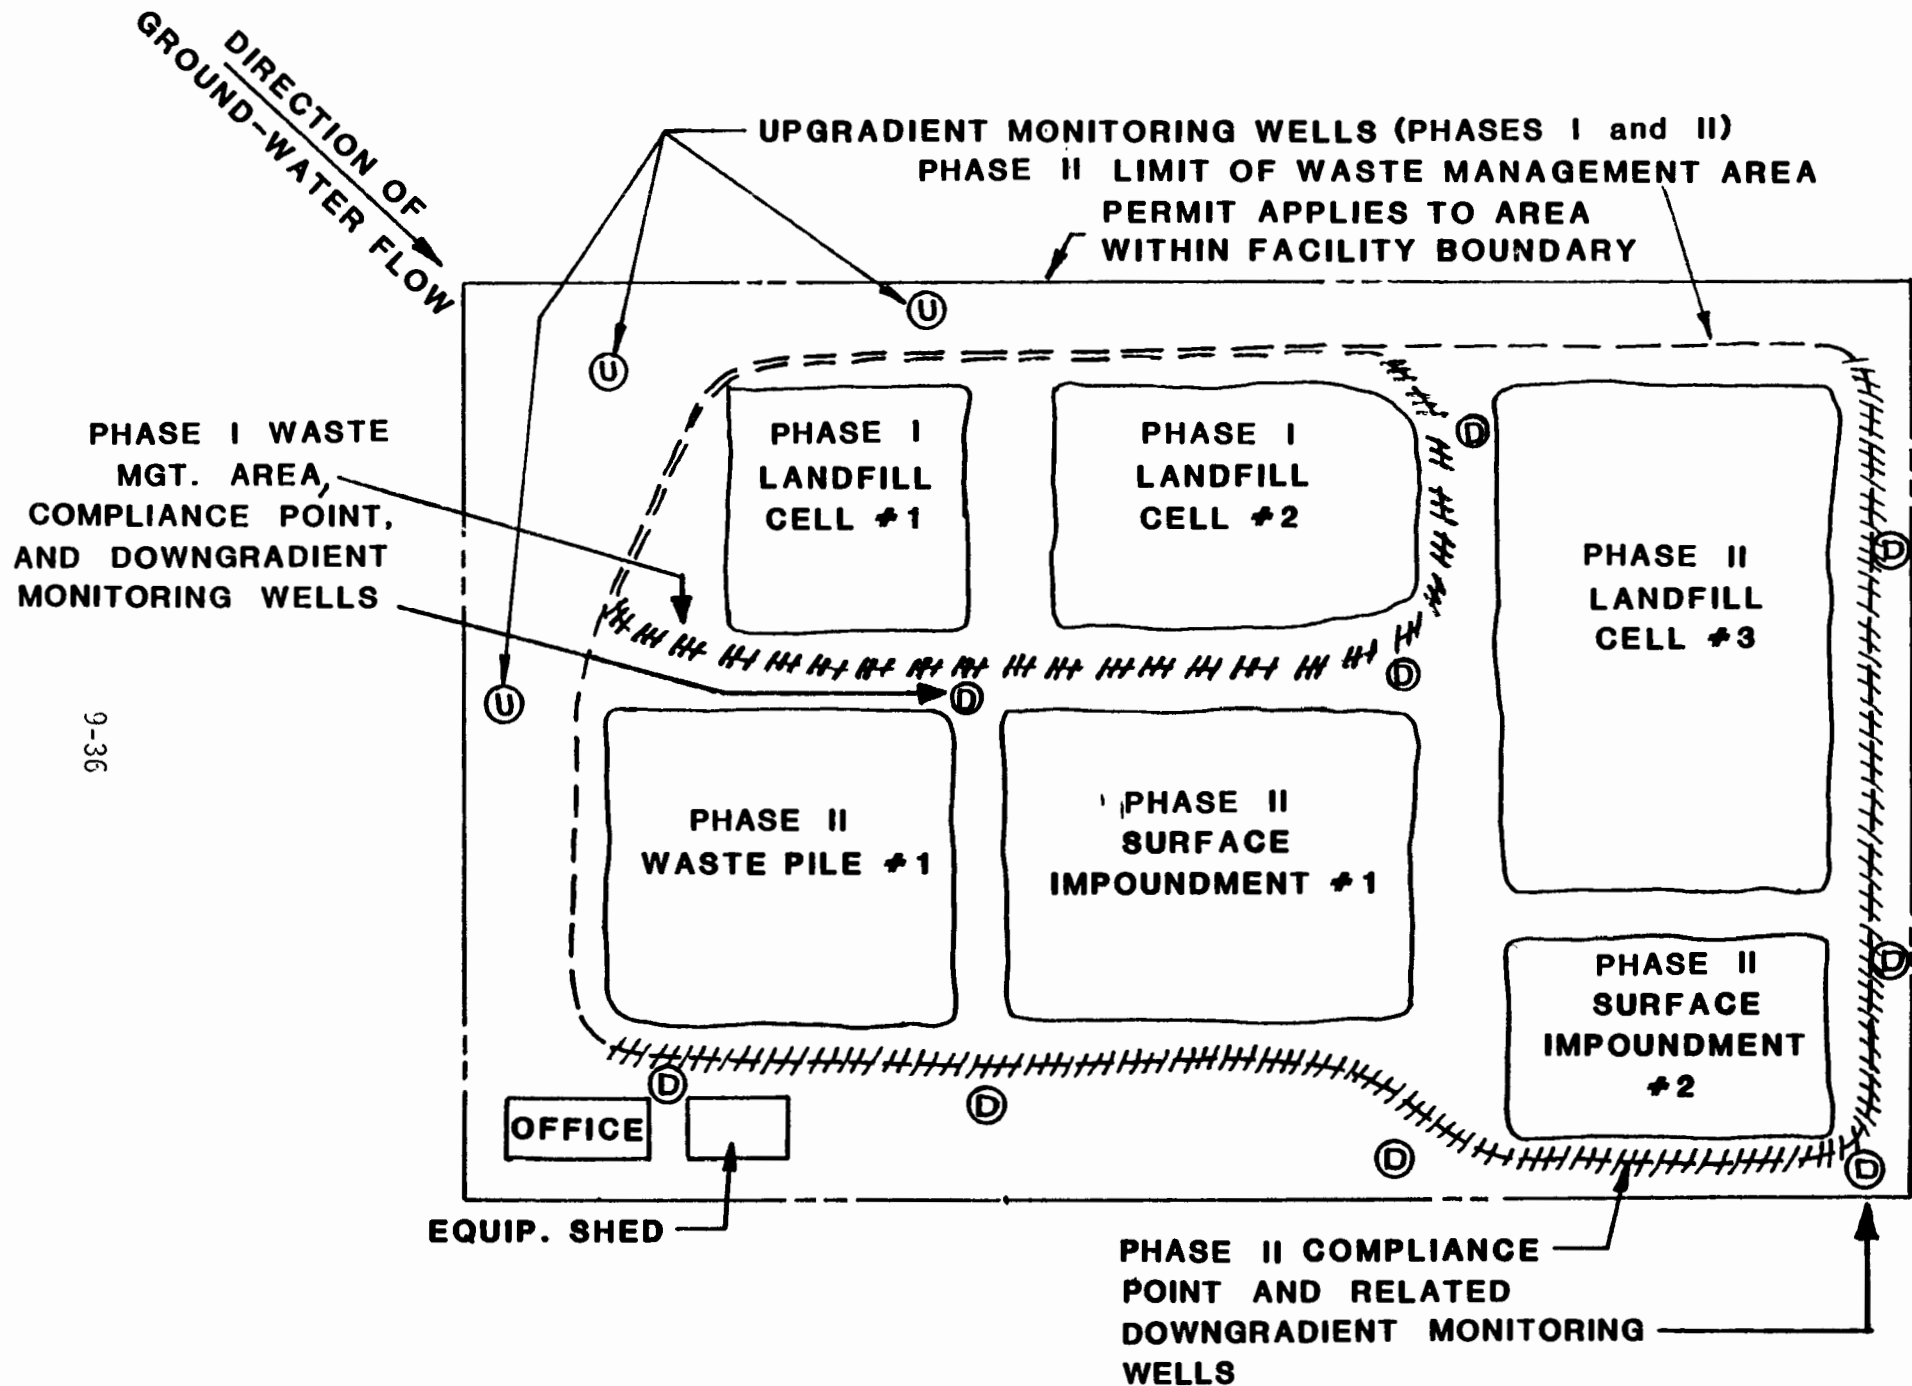 DIRECTION OF
GROUND-WATER FLOW
UPGRADIENT MONITORING WELLS (PHASES I and II)
PHASE II LIMIT OF WASTE MANAGEMENT AREA
PERMIT APPLIES TO AREA
WITHIN FACILITY BOUNDARY
U
U
U
PHASE I WASTE
MGT. AREA,
COMPLIANCE POINT,
AND DOWNGRADIENT
MONITORING WELLS
PHASE I
LANDFILL
CELL #1
PHASE I
LANDFILL
CELL #2
D
PHASE II
LANDFILL
CELL #3
D
D
D
9-36
PHASE II
WASTE PILE #1
PHASE II
SURFACE
IMPOUNDMENT #1
PHASE II
SURFACE
IMPOUNDMENT
#2
D
D
D
D
D
OFFICE
EQUIP. SHED
PHASE II COMPLIANCE
POINT AND RELATED
DOWNGRADIENT MONITORING
WELLS